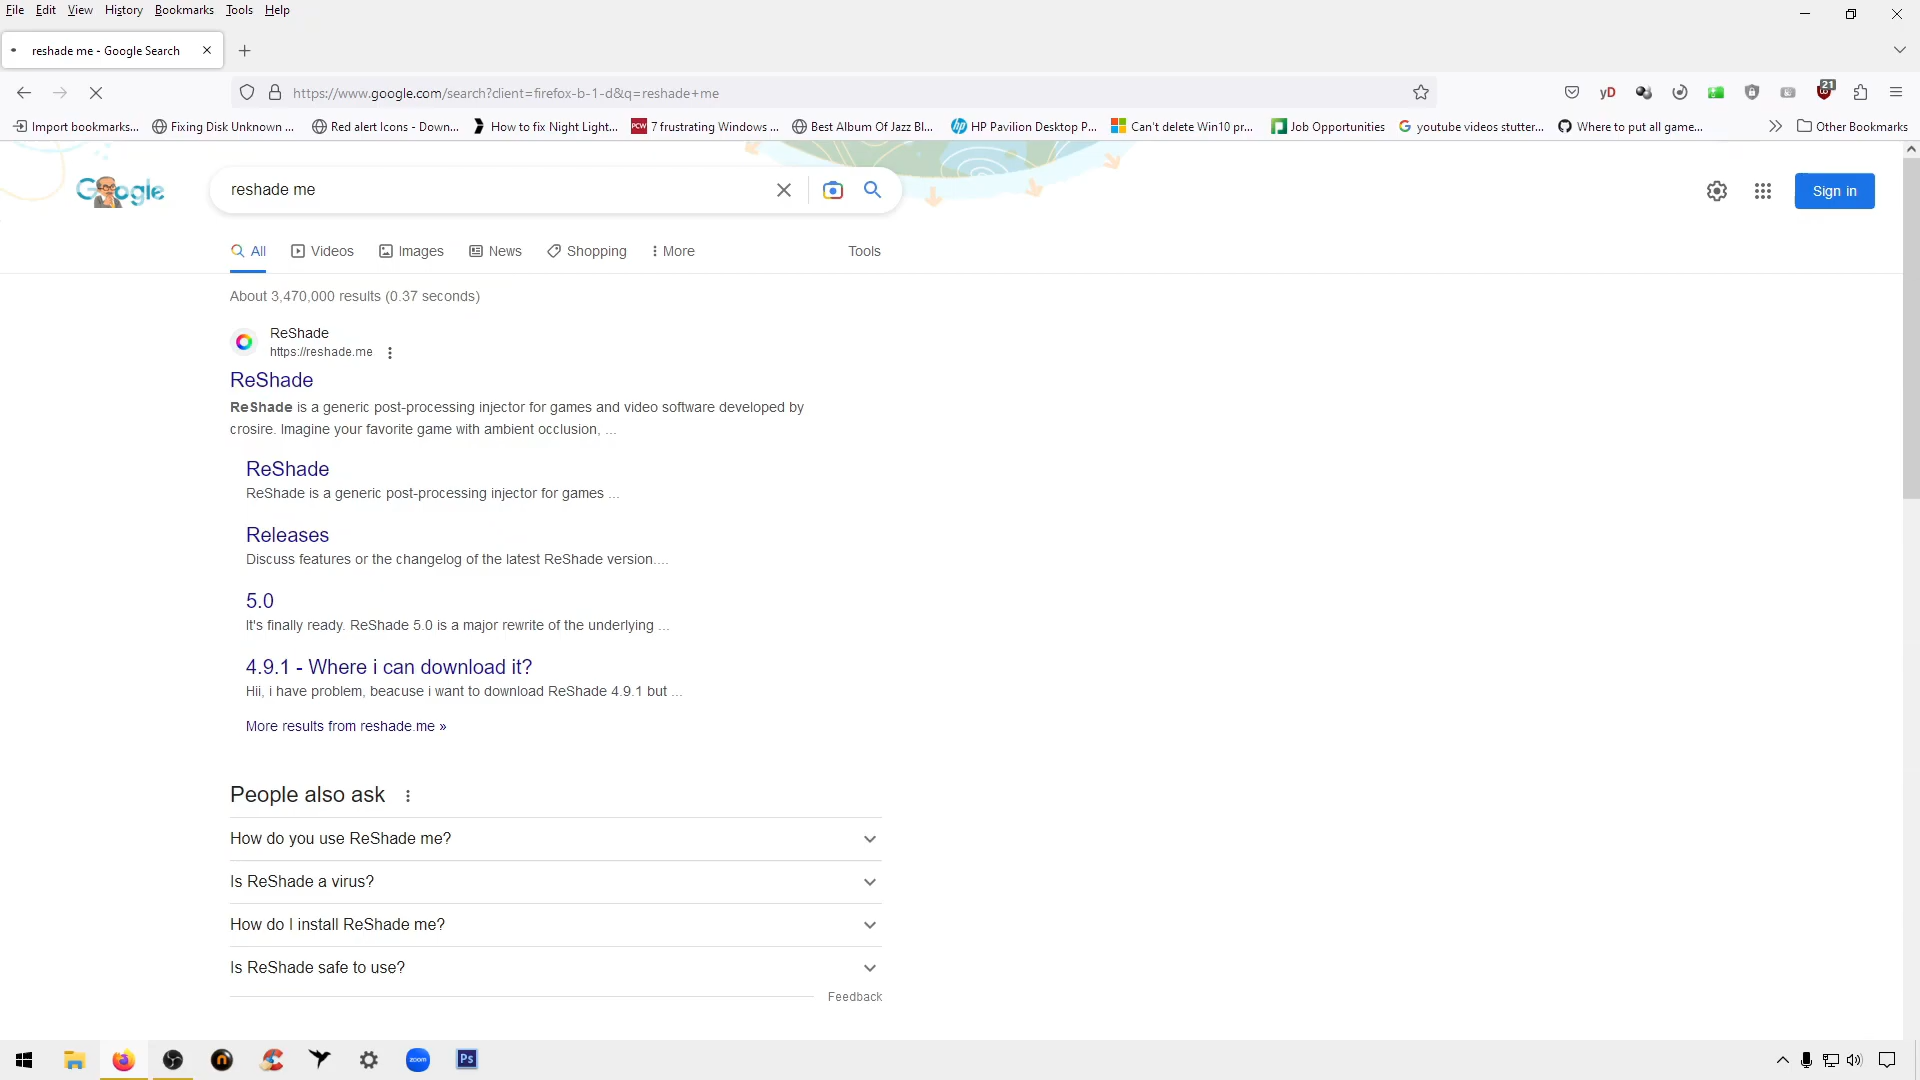 File Edit View History Bookmarks Tools Help
reshade me - Google Search
https://www.google.com/search?client=firefox-b-1-d&q=reshade+me
yD
21
Import bookmarks... Fixing Disk Unknown ... Red alert Icons - Down... How to fix Night Light... PCW 7 frustrating Windows ... Best Album Of Jazz Bl... hp HP Pavilion Desktop P... Can't delete Win10 pr... Job Opportunities youtube videos stutter... Where to put all game... Other Bookmarks
Google
reshade me
Sign in
All Videos Images News Shopping More Tools
About 3,470,000 results (0.37 seconds)
ReShade
https://reshade.me
ReShade
ReShade is a generic post-processing injector for games and video software developed by
crosire. Imagine your favorite game with ambient occlusion, ...
ReShade
ReShade is a generic post-processing injector for games ...
Releases
Discuss features or the changelog of the latest ReShade version....
5.0
It's finally ready. ReShade 5.0 is a major rewrite of the underlying ...
4.9.1 - Where i can download it?
Hii, i have problem, beacuse i want to download ReShade 4.9.1 but ...
More results from reshade.me »
People also ask
How do you use ReShade me?
Is ReShade a virus?
How do I install ReShade me?
Is ReShade safe to use?
Feedback
zoom Ps